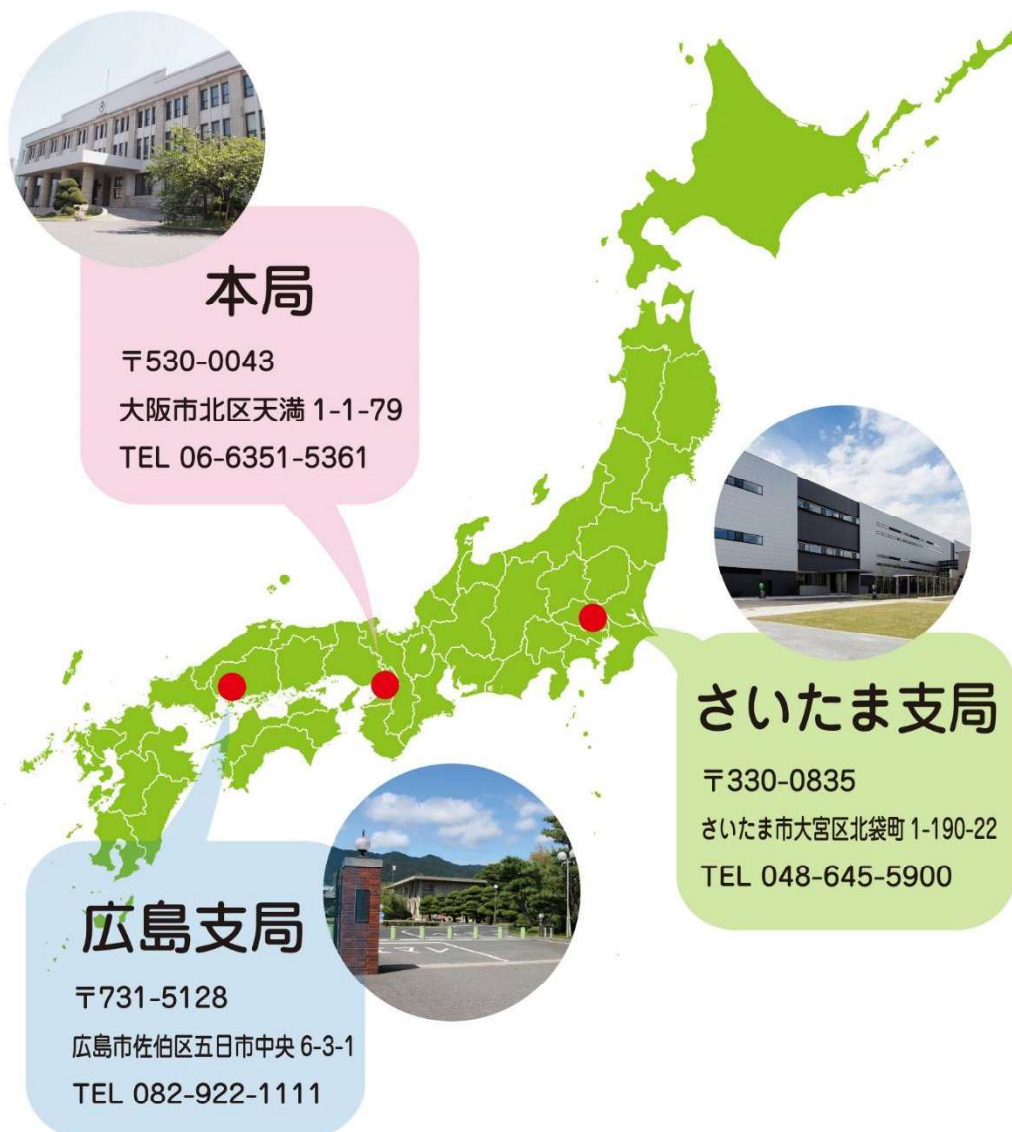 本局
〒530-0043
大阪市北区天満 1-1-79
TEL 06-6351-5361
さいたま支局
〒330-0835
さいたま市大宮区北袋町 1-190-22
TEL 048-645-5900
広島支局
〒731-5128
広島市佐伯区五日市中央 6-3-1
TEL 082-922-1111